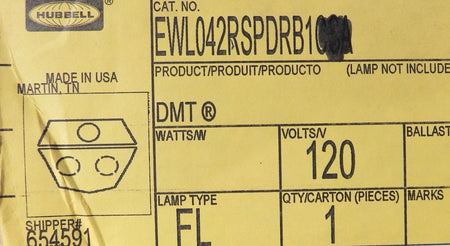 HUBBELL
CAT. NO.
EWL042RSPDRB10
PRODUCT/PRODUIT/PRODUCTO (LAMP NOT INCLUDE
MADE IN USA
MARTIN, TN
DMT ®
WATTS/W VOLTS/V BALLAST
120
LAMP TYPE QTY/CARTON (PIECES) MARKS
FL 1
SHIPPER#
654591